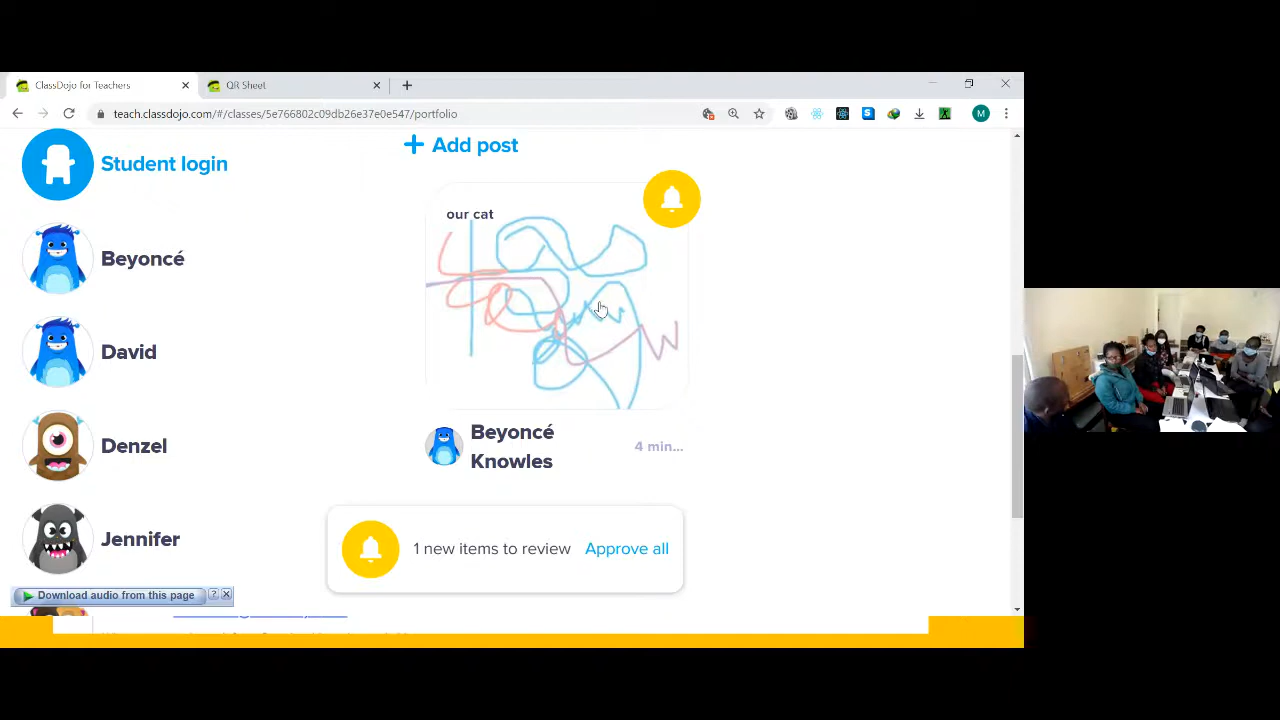 ClassDojo for Teachers
QR Sheet
teach.classdojo.com/#/classes/5e766802c09db26e37e0e547/portfolio
M
Student login
Add post
our cat
Beyoncé
David
Beyoncé
Knowles
4 min...
Denzel
1 new items to review Approve all
Jennifer
Download audio from this page
?